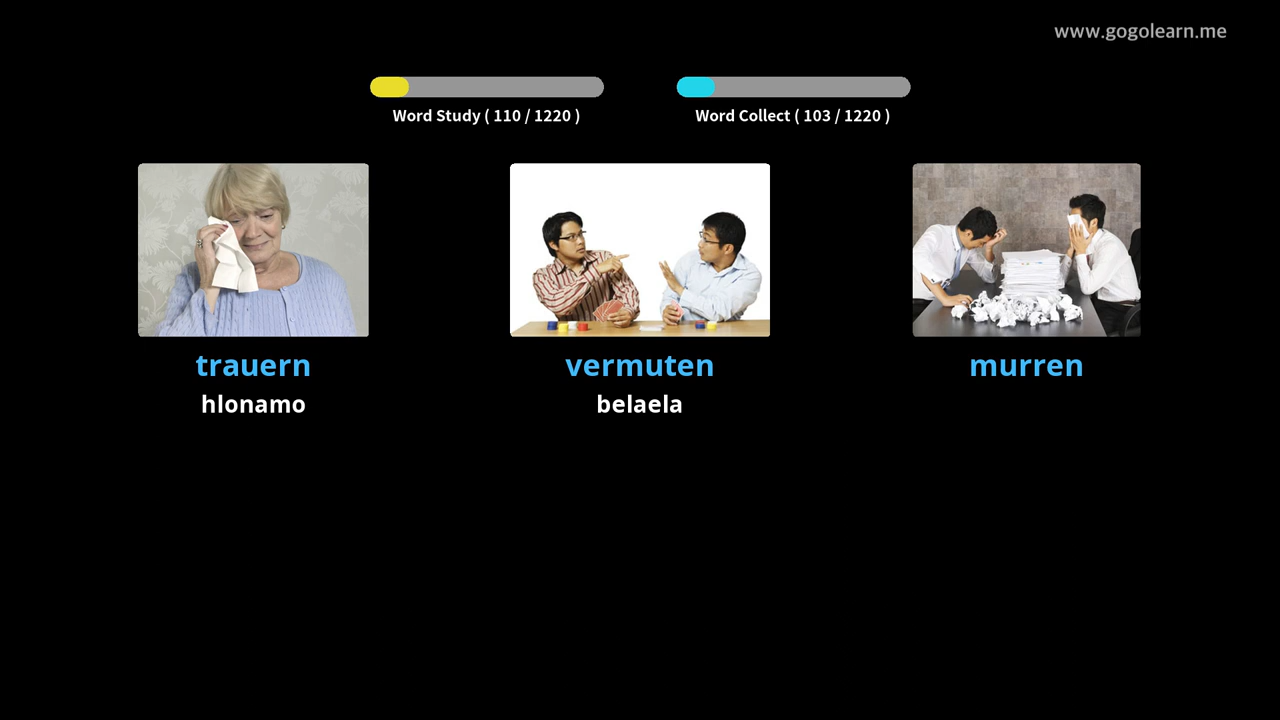 www.gogolearn.me
Word Study ( 110 / 1220 )
Word Collect ( 103 / 1220 )
trauern
vermuten
murren
hlonamo
belaela